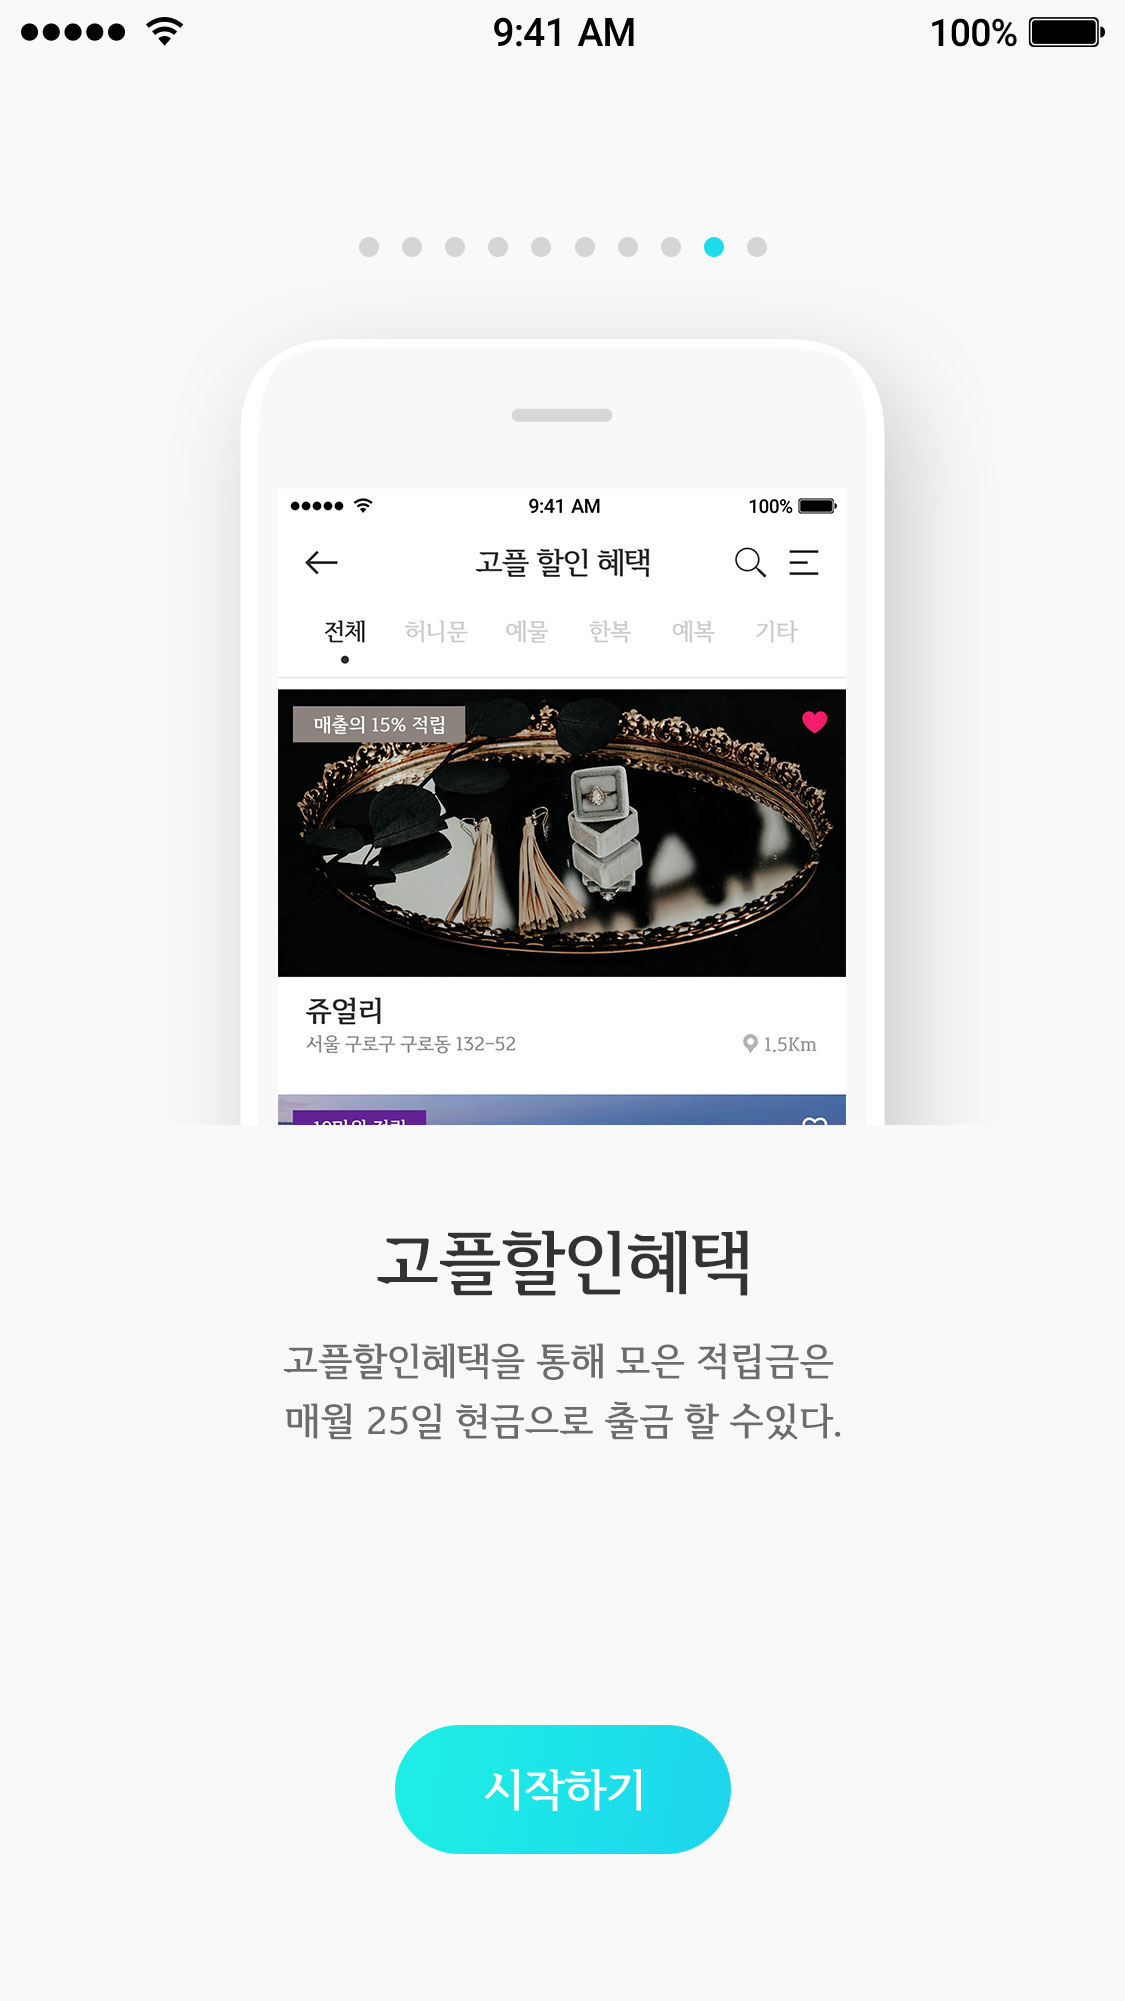 9:41 AM
100%
9:41 AM
100%
고플 할인 혜택
전체 허니문 예물 한복 예복 기타
매출의 15% 적립
쥬얼리
서울 구로구 구로동 132-52
1.5Km
고플할인혜택
고플할인혜택을 통해 모은 적립금은
매월 25일 현금으로 출금 할 수있다.
시작하기